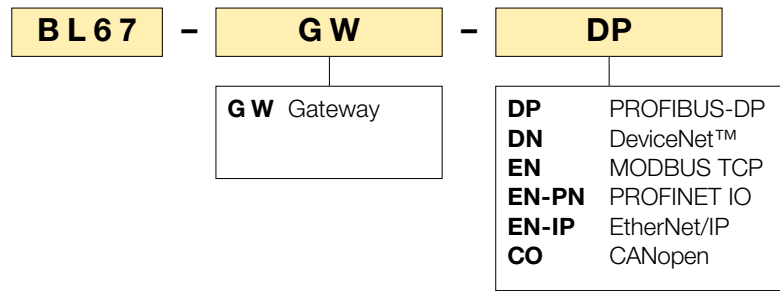 BL67 – GW – DP
GW Gateway
DP PROFIBUS-DP
DN DeviceNet™
EN MODBUS TCP
EN-PN PROFINET IO
EN-IP EtherNet/IP
CO CANopen